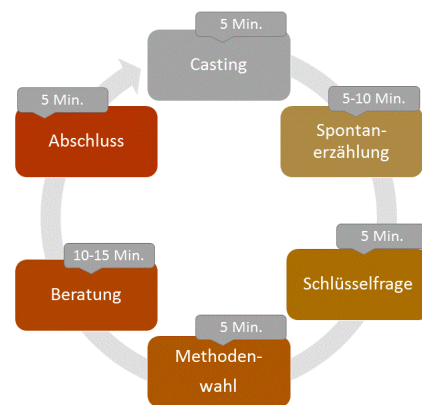 5 Min.
Casting
5-10 Min.
Spontan-
erzählung
5 Min.
Schlüsselfrage
5 Min.
Methoden-
wahl
10-15 Min.
Beratung
5 Min.
Abschluss